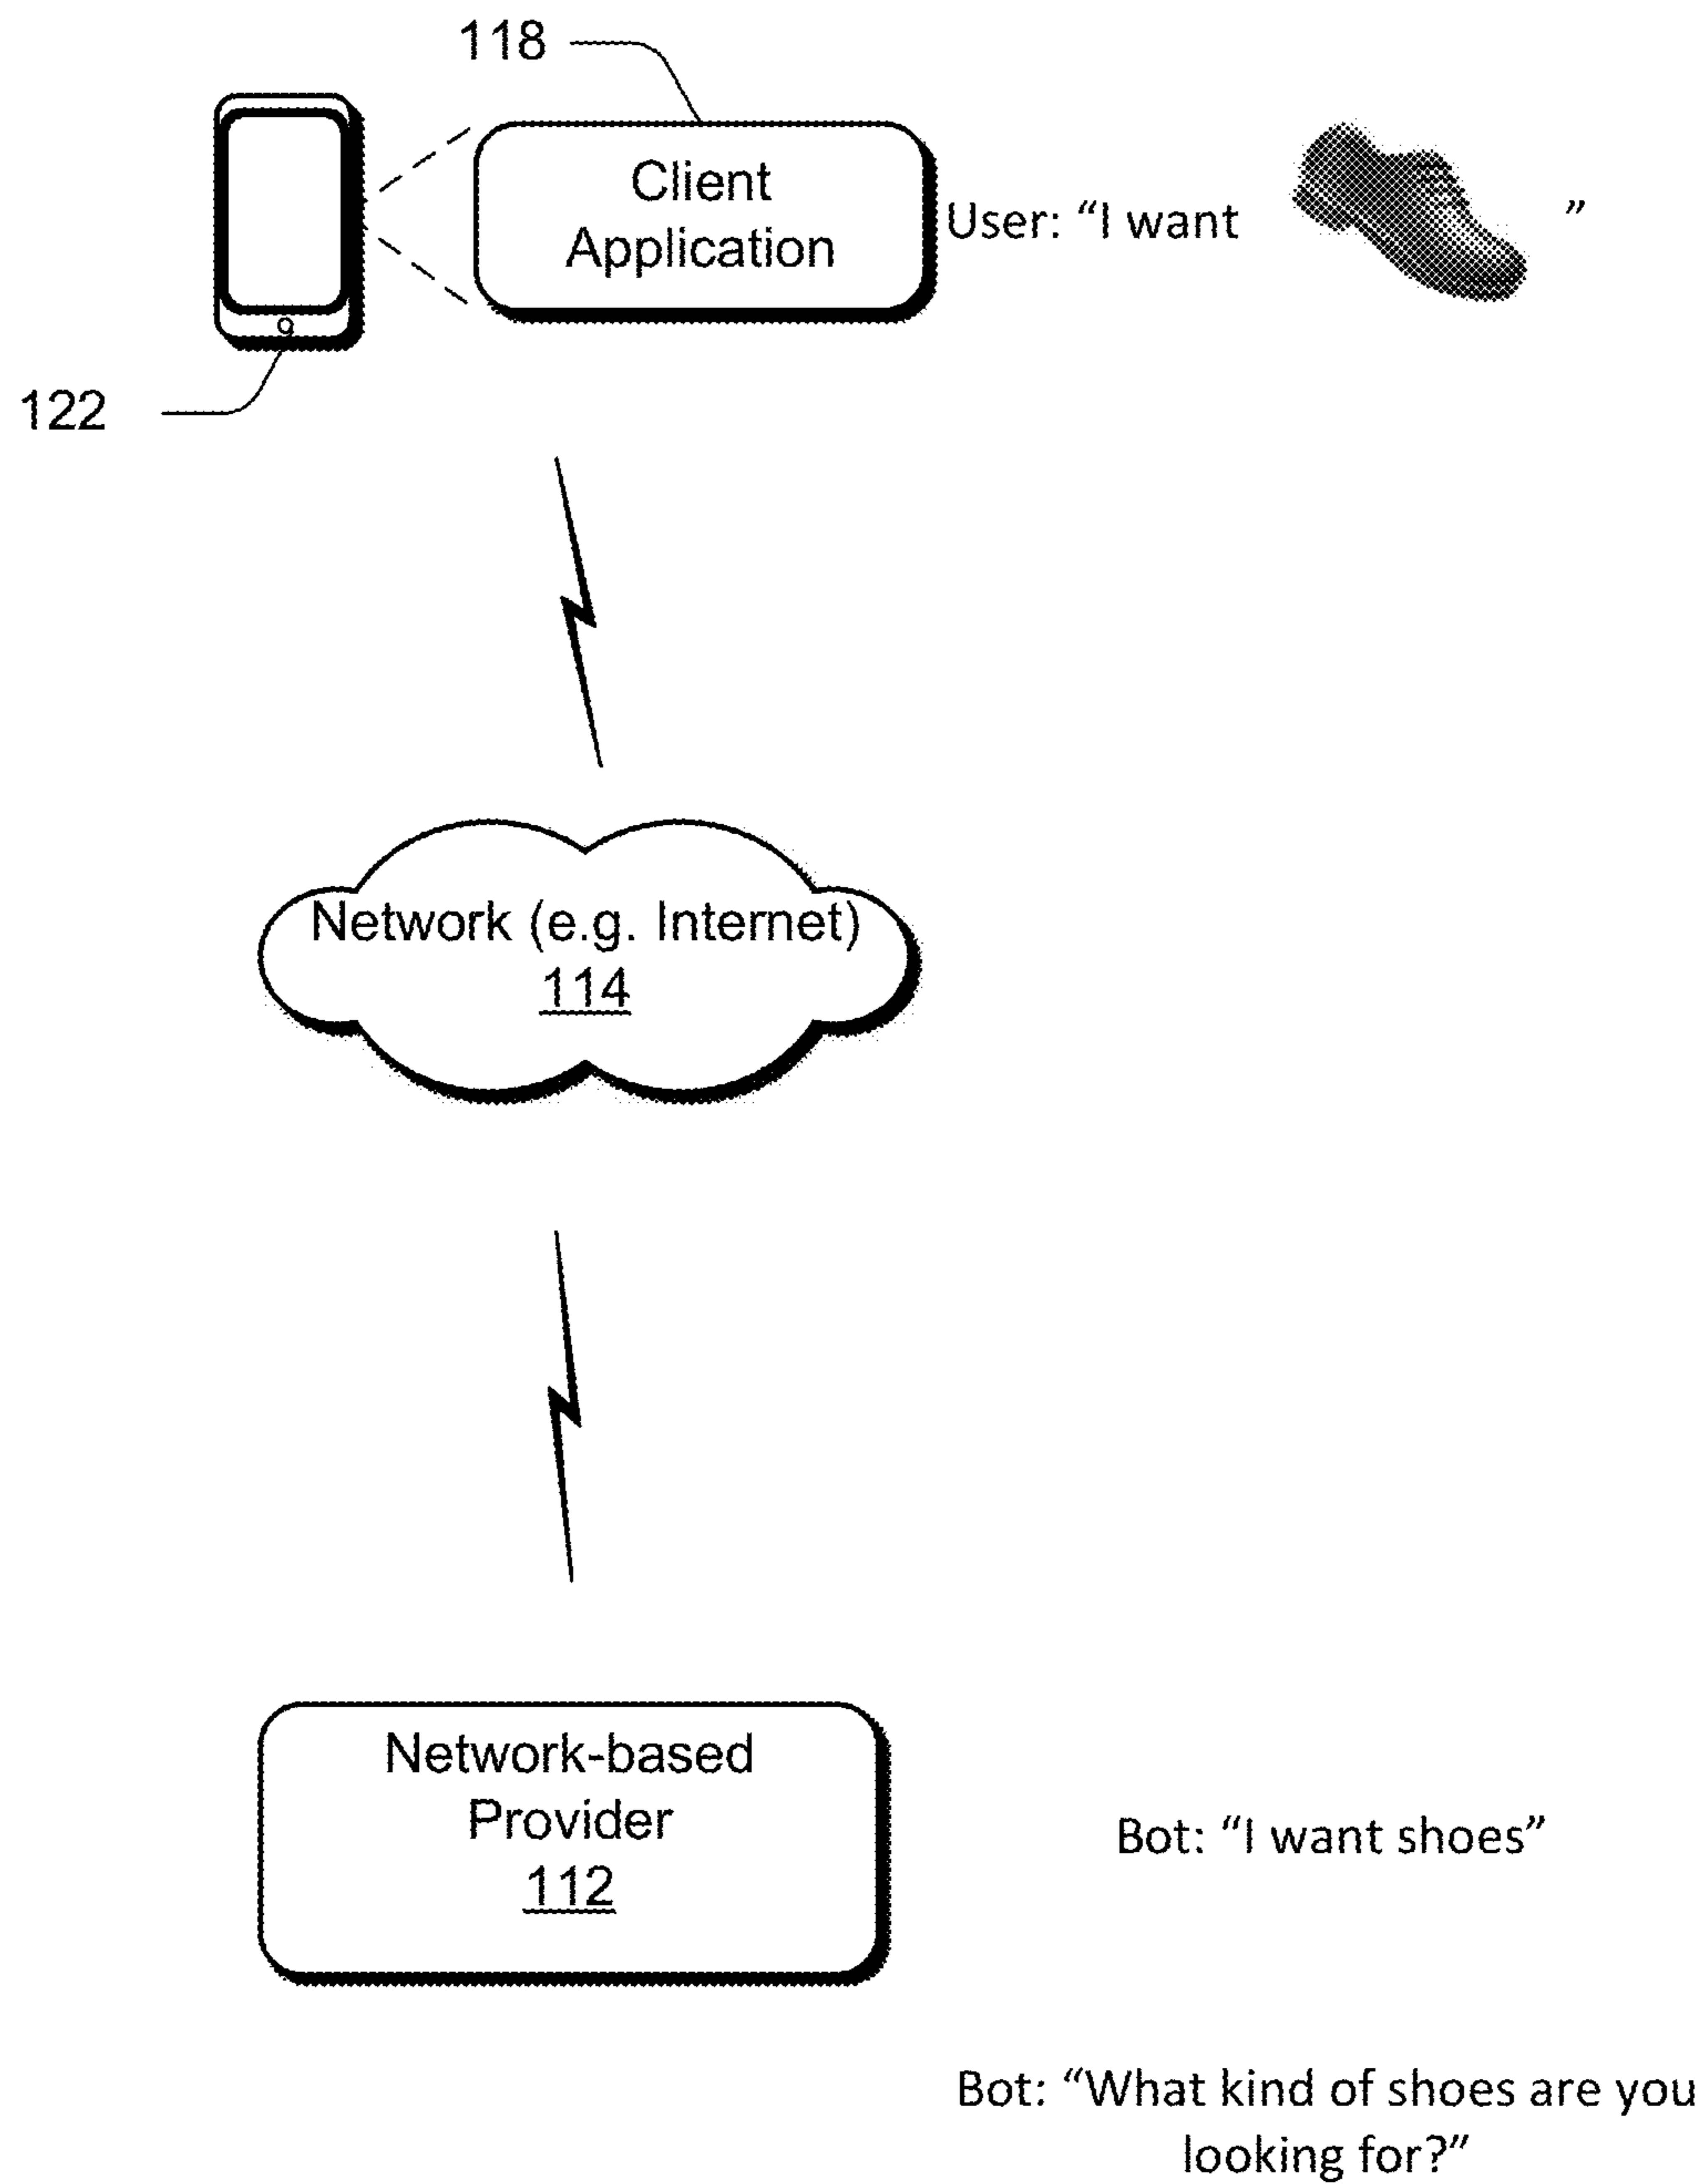 118
Client
Application
User: “I want ”
122
Network (e.g. Internet)
114
Network-based
Provider
112
Bot: “I want shoes”
Bot: “What kind of shoes are you
looking for?”